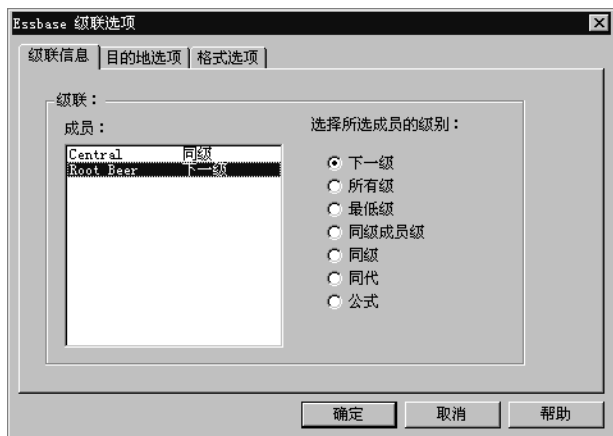 Essbase 级联选项
级联信息 目的地选项 格式选项
级联：
成员：
Central 同级
Root Beer 下一级
选择所选成员的级别：
下一级
所有级
最低级
同级成员级
同级
同代
公式
确定 取消 帮助